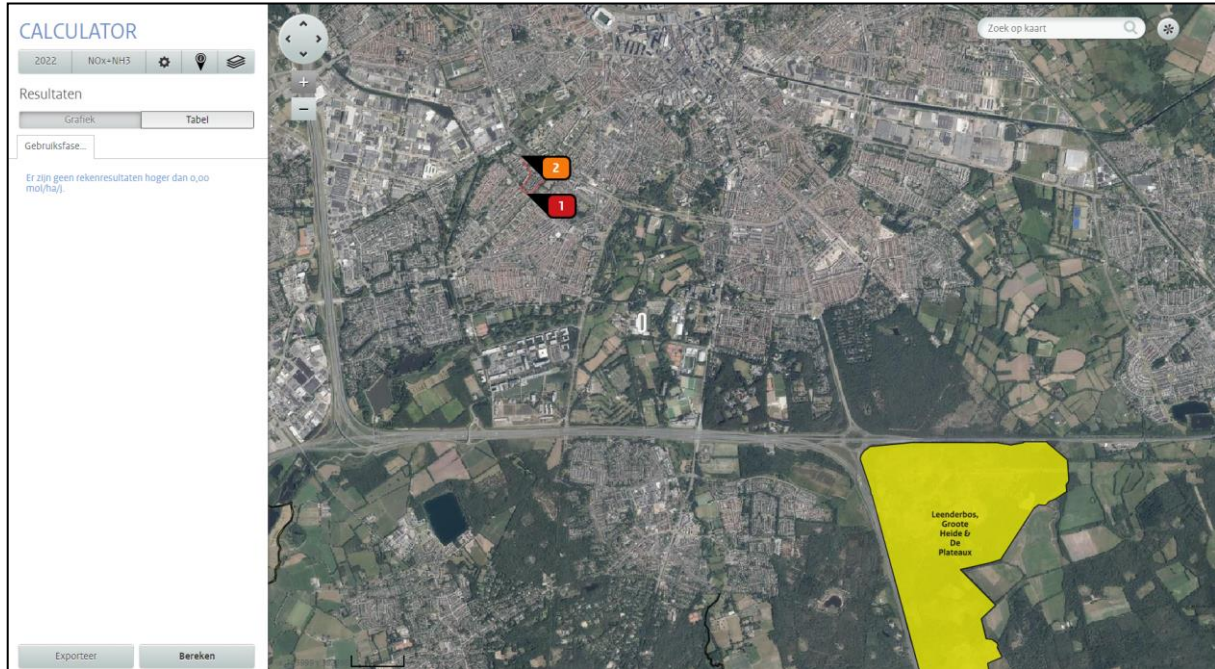 CALCULATOR
2022 NOx+NH3
Resultaten
Grafiek Tabel
Gebruiksfase...
Er zijn geen rekenresultaten hoger dan 0,00
mol/ha/j.
Exporteer Bereken
Zoek op kaart
2
1
Leenderbos,
Groote
Heide &
De
Plateaux